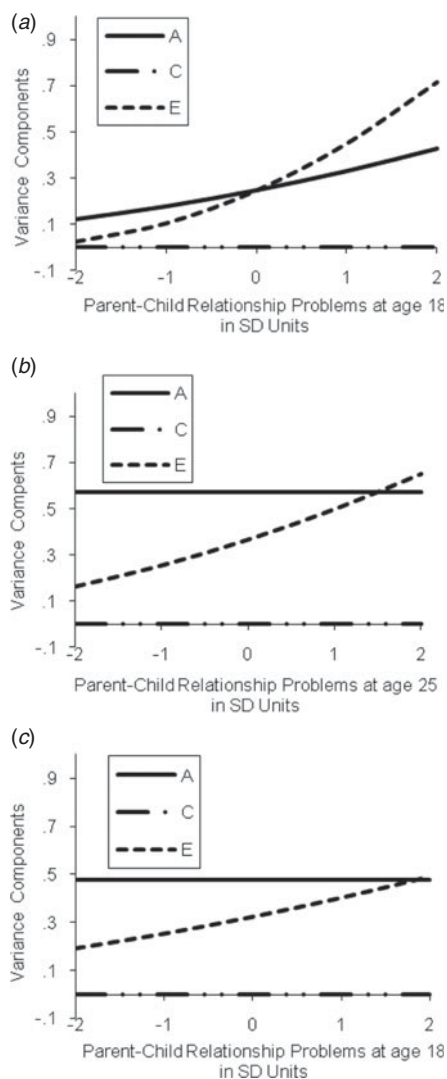 (a)
Variance Components
.9
.7
.5
.3
.1
-.1
A
C
E
-2 -1 0 1 2
Parent-Child Relationship Problems at age 18
in SD Units
(b)
Variance Compents
.9
.7
.5
.3
.1
-.1
A
C
E
-2 -1 0 1 2
Parent-Child Relationship Problems at age 25
in SD Units
(c)
Variance Components
.9
.7
.5
.3
.1
-.1
A
C
E
-2 -1 0 1 2
Parent-Child Relationship Problems at age 18
in SD Units